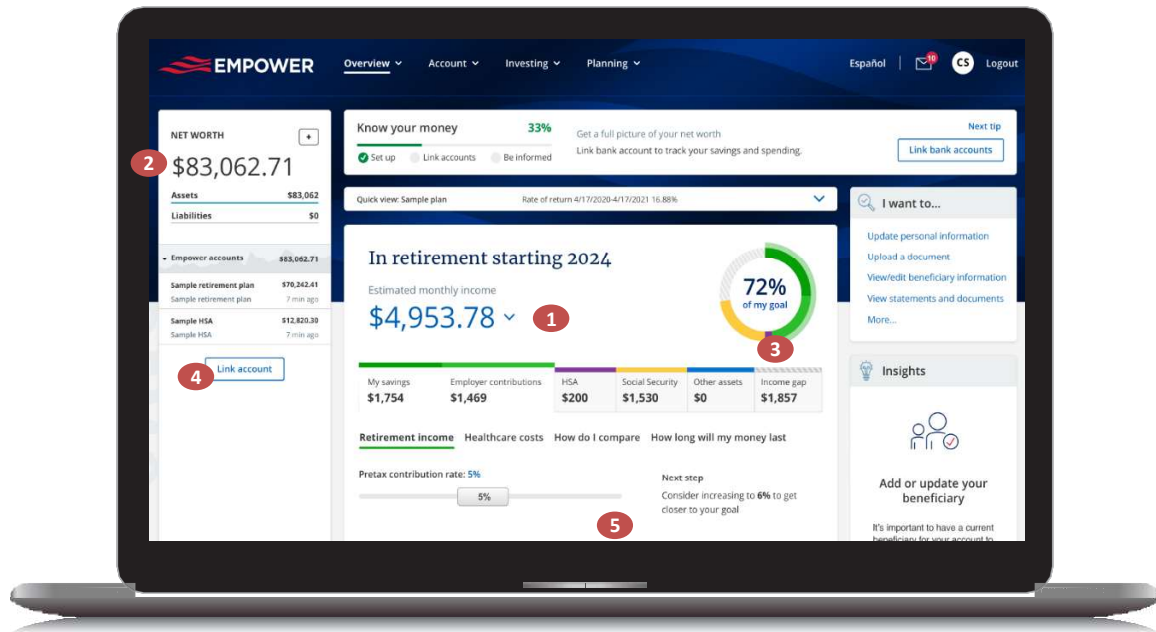 EMPOWER
Overview
Account
Investing
Planning
Español
10
CS
Logout
NET WORTH
+
2
$83,062.71
Assets $83,062
Liabilities $0
Empower accounts $83,062.71
Sample retirement plan $70,242.41
Sample retirement plan 7 min ago
Sample HSA $12,820.30
Sample HSA 7 min ago
4
Link account
Know your money 33%
Set up Link accounts Be informed
Get a full picture of your net worth
Link bank account to track your savings and spending.
Next tip
Link bank accounts
Quick view: Sample plan Rate of return 4/17/2020-4/17/2021 16.88%
In retirement starting 2024
Estimated monthly income
$4,953.78
1
72%
of my goal
3
My savings Employer contributions HSA Social Security Other assets Income gap
$1,754 $1,469 $200 $1,530 $0 $1,857
Retirement income Healthcare costs How do I compare How long will my money last
Pretax contribution rate: 5%
5%
Next step
Consider increasing to 6% to get
closer to your goal
5
I want to...
Update personal information
Upload a document
View/edit beneficiary information
View statements and documents
More...
Insights
Add or update your
beneficiary
It's important to have a current
beneficiary for your account to